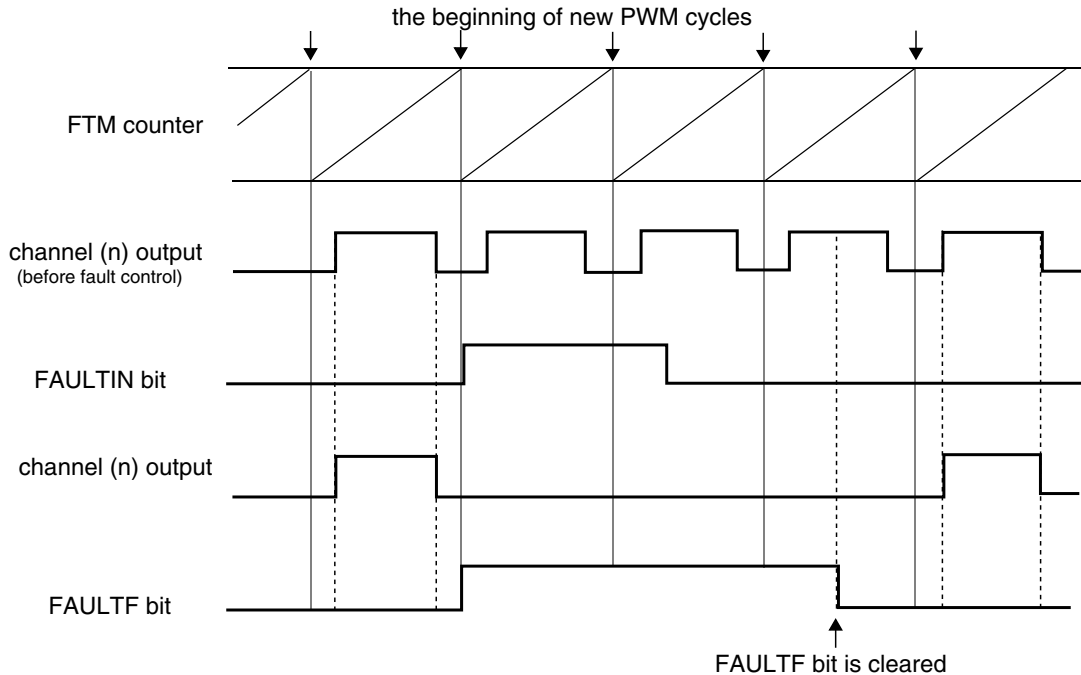 the beginning of new PWM cycles
FTM counter
channel (n) output
(before fault control)
FAULTIN bit
channel (n) output
FAULTF bit
FAULTF bit is cleared